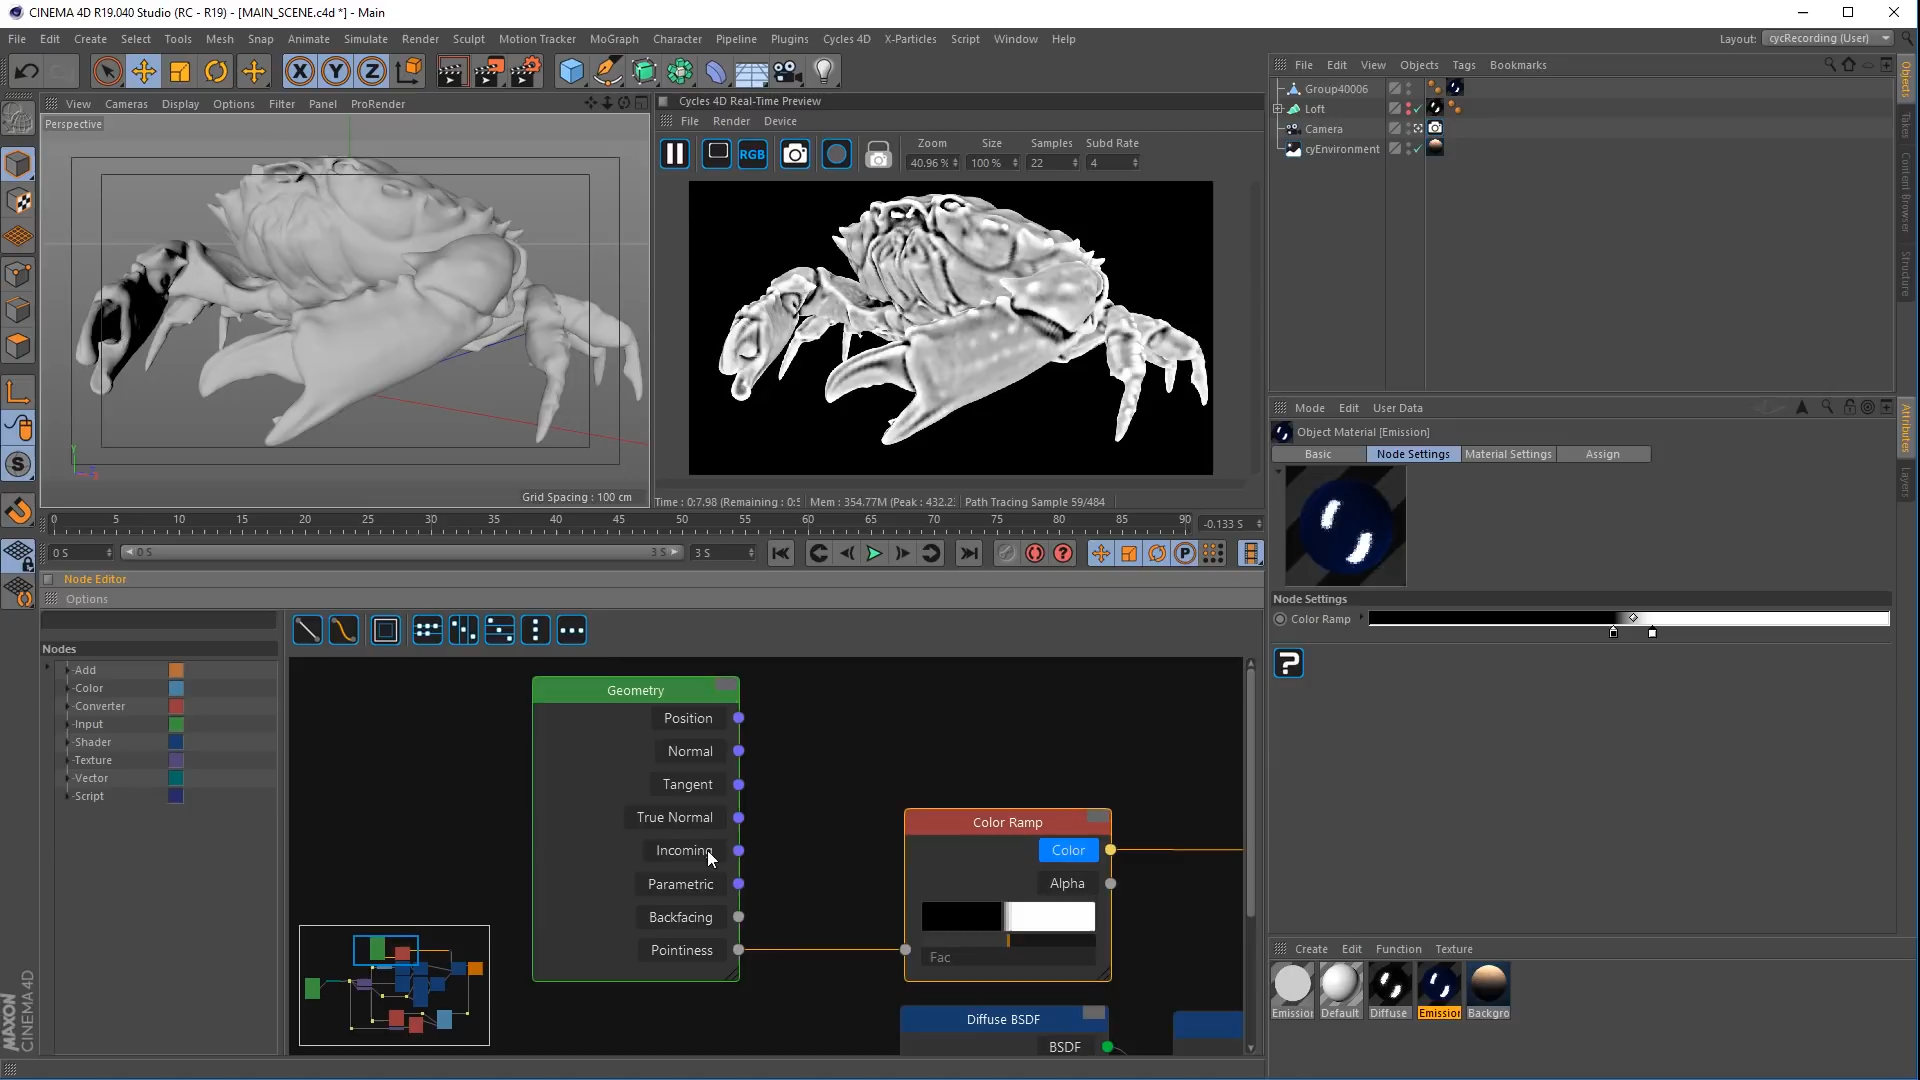 CINEMA 4D R19.040 Studio (RC - R19) - [MAIN_SCENE.c4d *] - Main
File Edit Create Select Tools Mesh Snap Animate Simulate Render Sculpt Motion Tracker MoGraph Character Pipeline Plugins Cycles 4D X-Particles Script Window Help
Layout: cycRecording (User)
X Y Z
View Cameras Display Options Filter Panel ProRender
Perspective
Grid Spacing : 100 cm
Cycles 4D Real-Time Preview
File Render Device
RGB
Zoom Size Samples Subd Rate
40.96 % 100 % 22 4
Time : 0:7.98 (Remaining : 0:5 Mem : 354.77M (Peak : 432.2 Path Tracing Sample 59/484
0 5 10 15 20 25 30 35 40 45 50 55 60 65 70 75 80 85 90 -0.133 S
0 S 0 S 3 S 3 S
P
Node Editor
Options
Nodes
Add
Color
Converter
Input
Shader
Texture
Vector
Script
Geometry
Position
Normal
Tangent
True Normal
Incoming
Parametric
Backfacing
Pointiness
Color Ramp
Color
Alpha
Fac
Diffuse BSDF
BSDF
File Edit View Objects Tags Bookmarks
Group40006
Loft
Camera
cyEnvironment
Objects
Takes
Content Browser
Structure
Mode Edit User Data
Object Material [Emission]
Basic Node Settings Material Settings Assign
Node Settings
Color Ramp
?
Attributes
Layers
Create Edit Function Texture
Emission Default Diffuse Emission Backgro
MAXON
CINEMA 4D